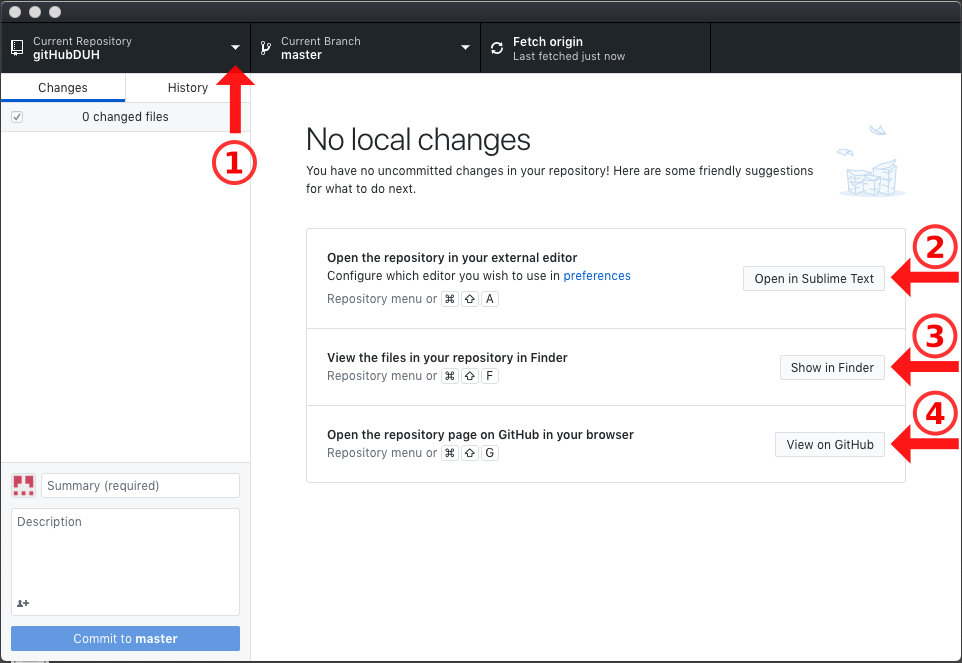 Current Repository
gitHubDUH
Current Branch
master
Fetch origin
Last fetched just now
Changes
History
0 changed files
1
No local changes
You have no uncommitted changes in your repository! Here are some friendly suggestions
for what to do next.
Open the repository in your external editor
Configure which editor you wish to use in preferences
Repository menu or ⌘ ⇧ A
Open in Sublime Text
2
View the files in your repository in Finder
Repository menu or ⌘ ⇧ F
Show in Finder
3
Open the repository page on GitHub in your browser
Repository menu or ⌘ ⇧ G
View on GitHub
4
Summary (required)
Description
Commit to master